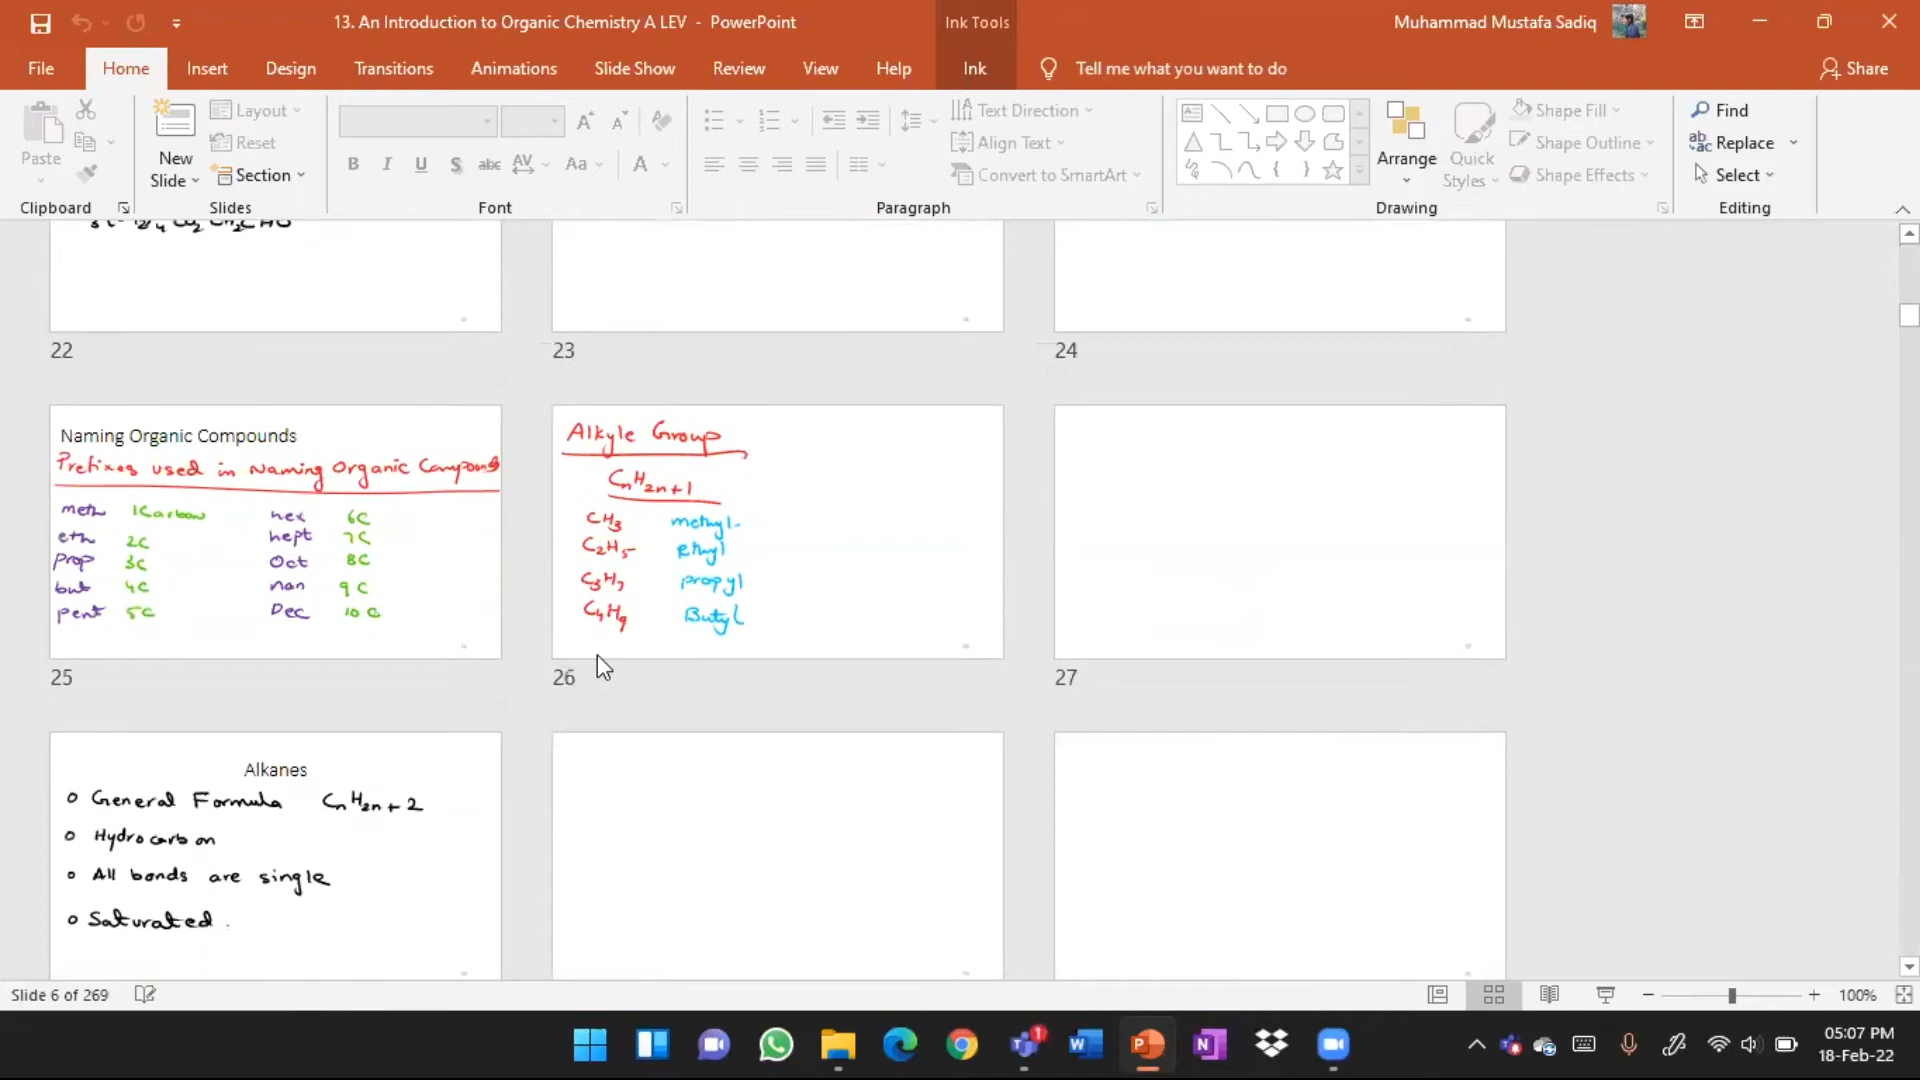 13. An Introduction to Organic Chemistry A LEV - PowerPoint
Ink Tools
Muhammad Mustafa Sadiq
File Home Insert Design Transitions Animations Slide Show Review View Help Ink Tell me what you want to do Share
Paste
New Slide
Layout
Reset
Section
B I U S abc AV Aa A
Text Direction
Align Text
Convert to SmartArt
Arrange
Quick Styles
Shape Fill
Shape Outline
Shape Effects
Find
Replace
Select
Clipboard Slides Font Paragraph Drawing Editing
22 23 24
Naming Organic Compounds
Prefixes used in Naming Organic Compounds
meth 1Carbon hex 6C
eth 2C hept 7C
Prop 3C Oct 8C
but 4C nan 9C
pent 5C Dec 10C
25
Alkyle Group
CnH2n+1
CH3 methyl-
C2H5- Ethyl
C3H7 propyl
C4H9 Butyl
26
27
Alkanes
o General Formula CnH2n+2
o Hydrocarbon
o All bonds are single
o Saturated.
Slide 6 of 269
100%
05:07 PM
18-Feb-22